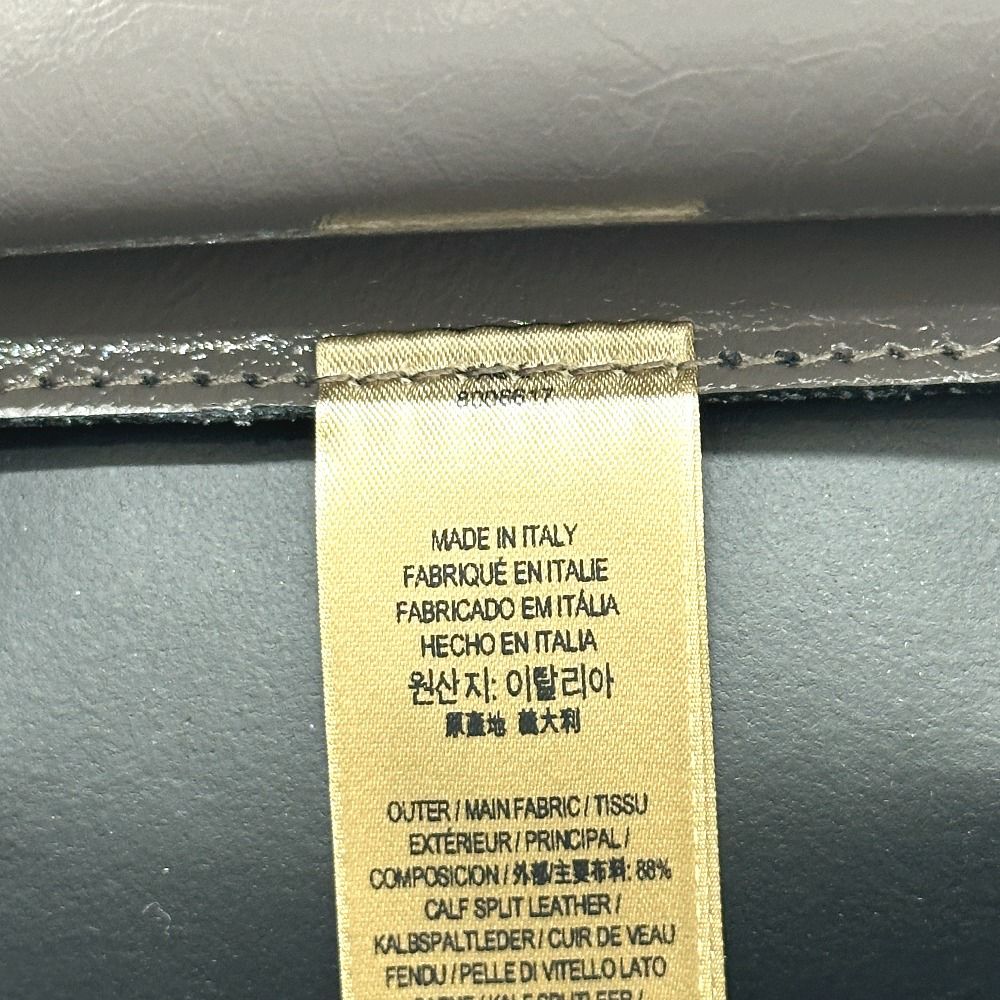 8008617
MADE IN ITALY
FABRIQUÉ EN ITALIE
FABRICADO EM ITÁLIA
HECHO EN ITALIA
원산지: 이탈리아
原產地 義大利
OUTER / MAIN FABRIC / TISSU
EXTÉRIEUR / PRINCIPAL /
COMPOSICION / 外部/主要布料: 88%
CALF SPLIT LEATHER /
KALBSPALTLEDER / CUIR DE VEAU
FENDU / PELLE DI VITELLO LATO